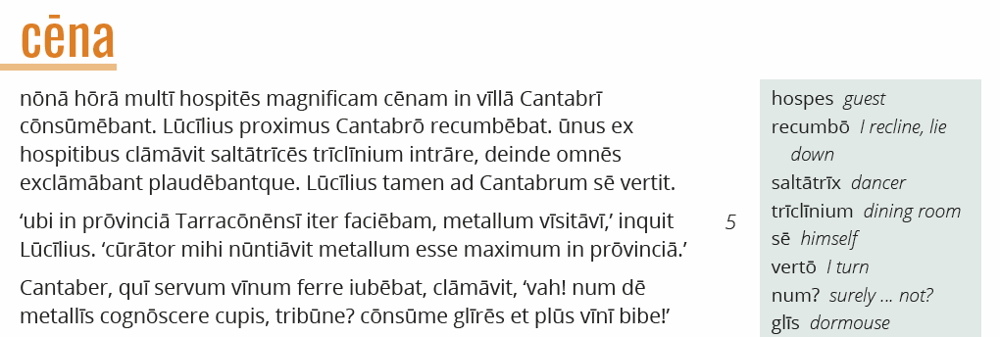 cēna
nōnā hōrā multī hospitēs magnificam cēnam in vīllā Cantabrī
cōnsūmēbant. Lūcīlius proximus Cantabrō recumbēbat. ūnus ex
hospitibus clāmāvit saltātrīcēs trīclīnium intrāre, deinde omnēs
exclāmābant plaudēbantque. Lūcīlius tamen ad Cantabrum sē vertit.
‘ubi in prōvinciā Tarracōnēnsī iter faciēbam, metallum vīsitāvī,’ inquit
5
Lūcīlius. ‘cūrātor mihi nūntiāvit metallum esse maximum in prōvinciā.’
Cantaber, quī servum vīnum ferre iubēbat, clāmāvit, ‘vah! num dē
metallīs cognōscere cupis, tribūne? cōnsūme glīrēs et plūs vīnī bibe!’
hospes guest
recumbō I recline, lie
down
saltātrīx dancer
trīclīnium dining room
sē himself
vertō I turn
num? surely ... not?
glīs dormouse